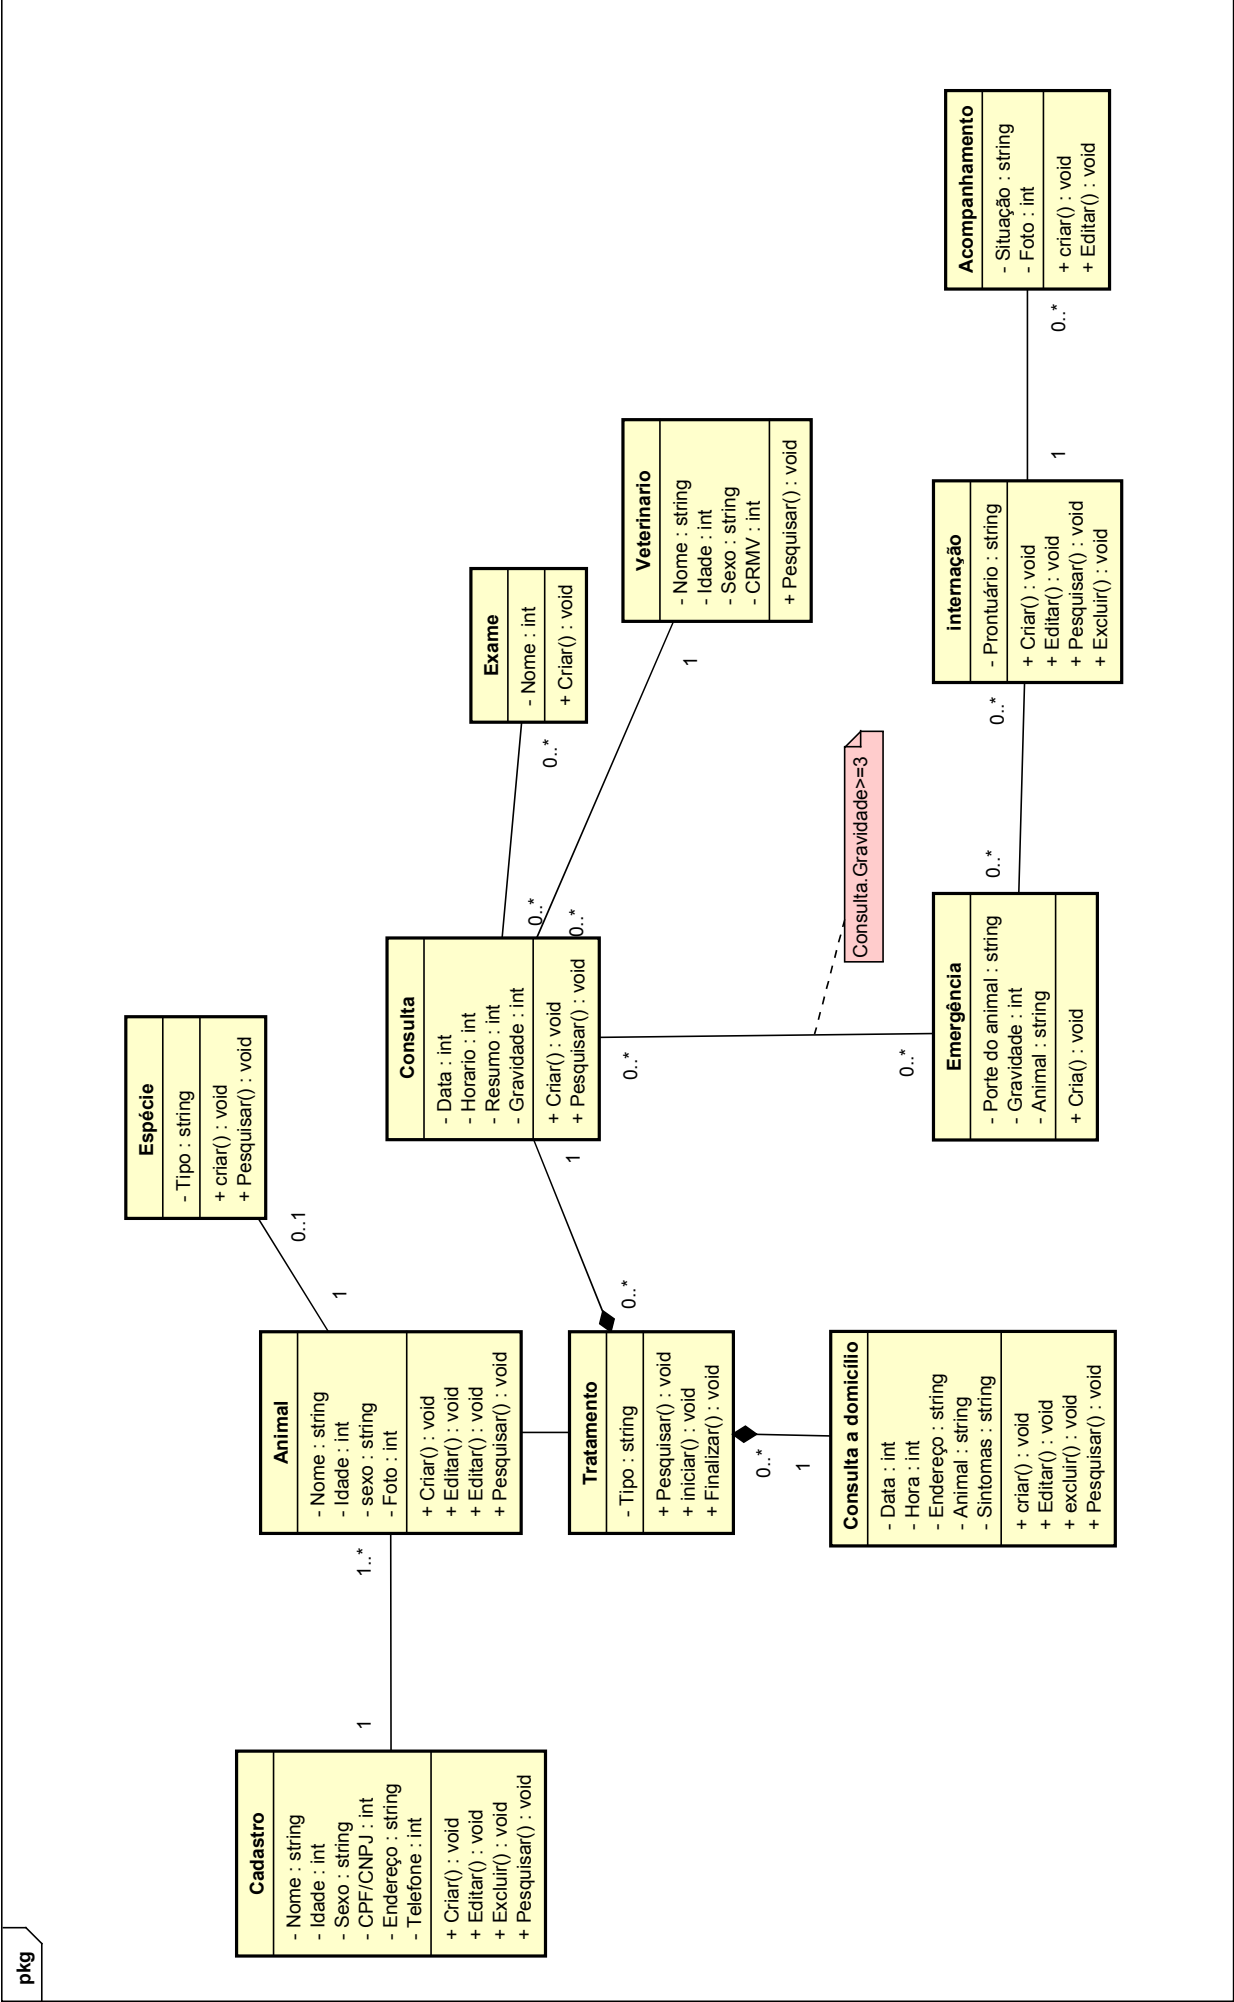 pkg
Cadastro
- Nome : string
- Idade : int
- Sexo : string
- CPF/CNPJ : int
- Endereço : string
- Telefone : int
+ Criar() : void
+ Editar() : void
+ Excluir() : void
+ Pesquisar() : void
1
1..*
Animal
- Nome : string
- Idade : int
- sexo : string
- Foto : int
+ Criar() : void
+ Editar() : void
+ Editar() : void
+ Pesquisar() : void
1
0..1
Espécie
- Tipo : string
+ criar() : void
+ Pesquisar() : void
Tratamento
- Tipo : string
+ Pesquisar() : void
+ iniciar() : void
+ Finalizar() : void
0..*
1
0..*
1
Consulta a domicílio
- Data : int
- Hora : int
- Endereço : string
- Animal : string
- Sintomas : string
+ criar() : void
+ Editar() : void
+ excluir() : void
+ Pesquisar() : void
Consulta
- Data : int
- Horario : int
- Resumo : int
- Gravidade : int
+ Criar() : void
+ Pesquisar() : void
0..*
0..*
0..*
Exame
- Nome : int
+ Criar() : void
0..*
Veterinario
- Nome : string
- Idade : int
- Sexo : string
- CRMV : int
+ Pesquisar() : void
1
Consulta.Gravidade>=3
0..*
Emergência
- Porte do animal : string
- Gravidade : int
- Animal : string
+ Cria() : void
0..*
0..*
internação
- Prontuário : string
+ Criar() : void
+ Editar() : void
+ Pesquisar() : void
+ Excluir() : void
1
0..*
Acompanhamento
- Situação : string
- Foto : int
+ criar() : void
+ Editar() : void